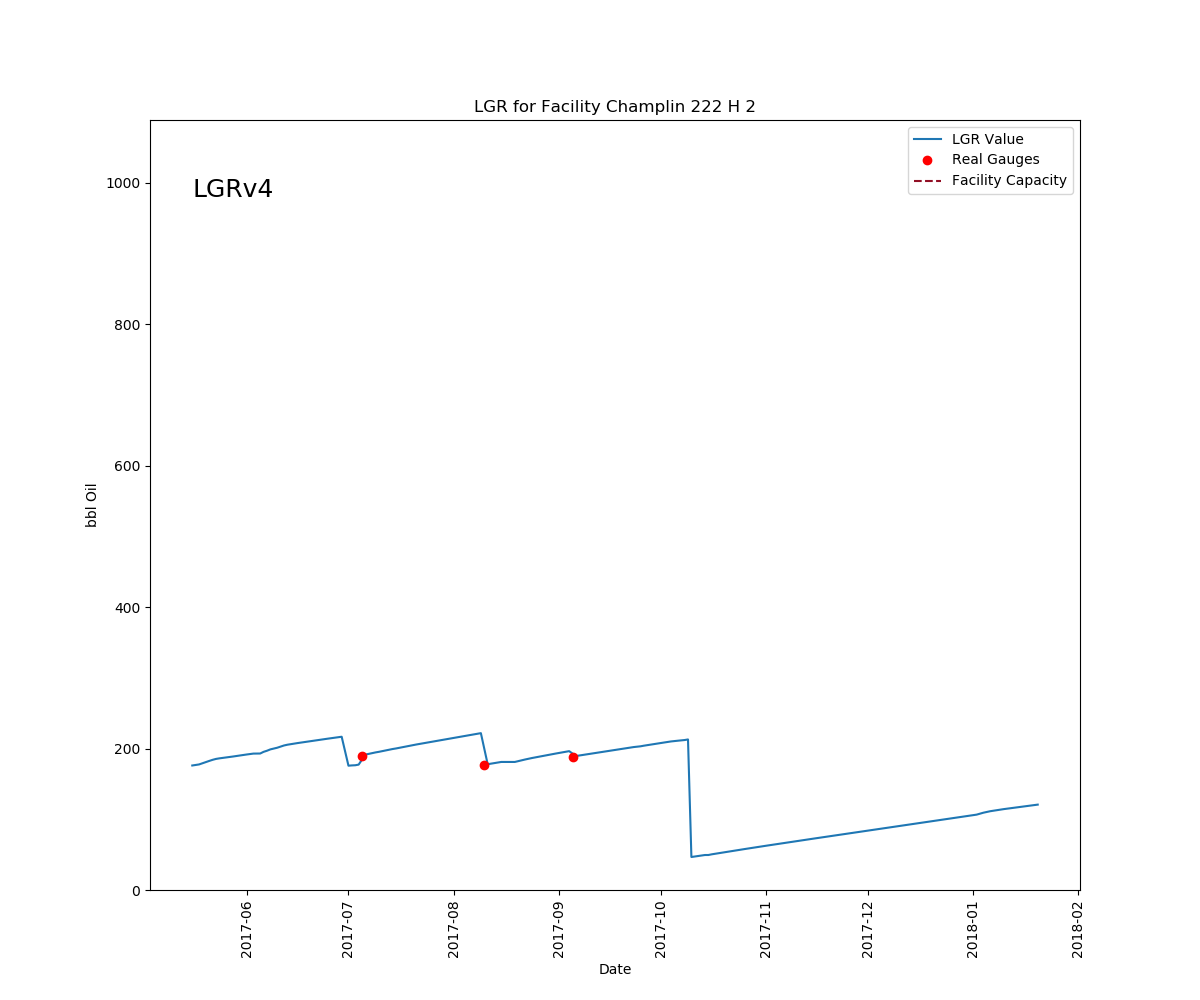 LGR for Facility Champlin 222 H 2
LGR Value
Real Gauges
Facility Capacity
LGRv4
1000
800
600
400
200
0
bbl Oil
2017-06
2017-07
2017-08
2017-09
2017-10
2017-11
2017-12
2018-01
2018-02
Date